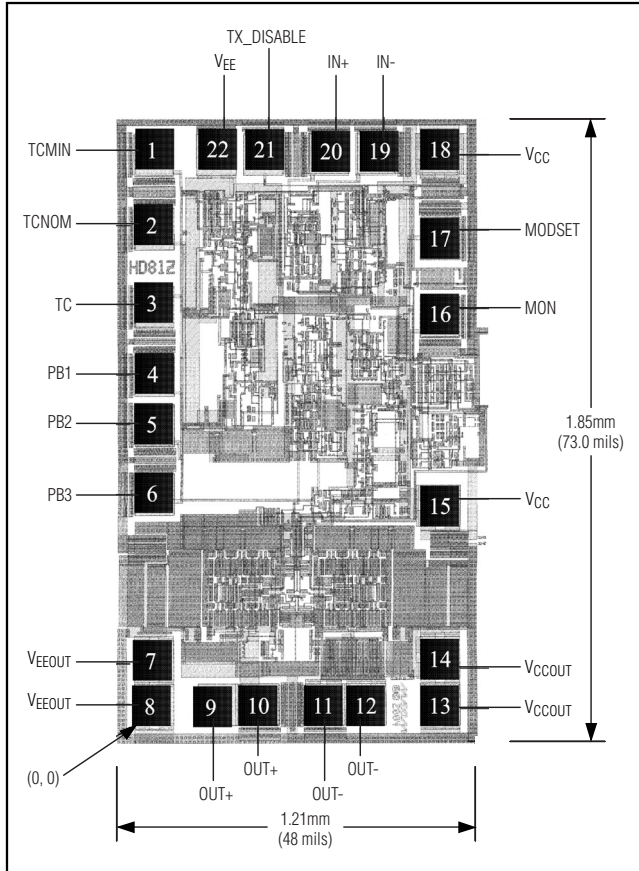 TX_DISABLE
VEE
IN+
IN-
TCMIN
1
22
21
20
19
18
VCC
TCNOM
2
17
MODSET
HD81Z
TC
3
16
MON
PB1
4
PB2
5
1.85mm
(73.0 mils)
PB3
6
15
VCC
VEEOUT
7
14
VCCOUT
VEEOUT
8
9
10
11
12
13
VCCOUT
(0, 0)
OUT+
OUT-
OUT+
OUT-
1.21mm
(48 mils)